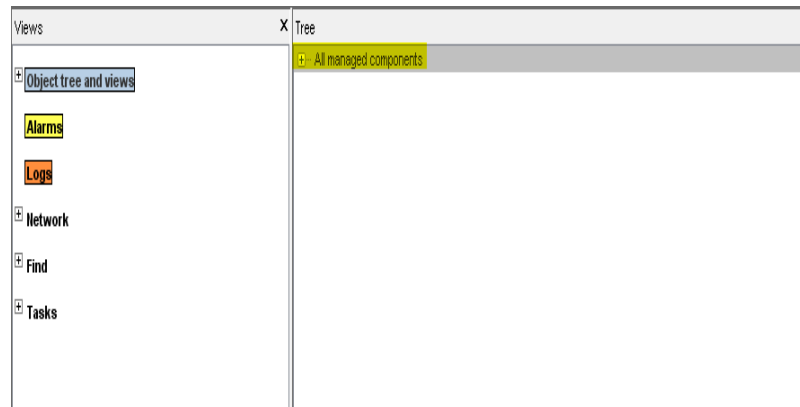 Views X
Object tree and views
Alarms
Logs
Network
Find
Tasks
Tree
All managed components